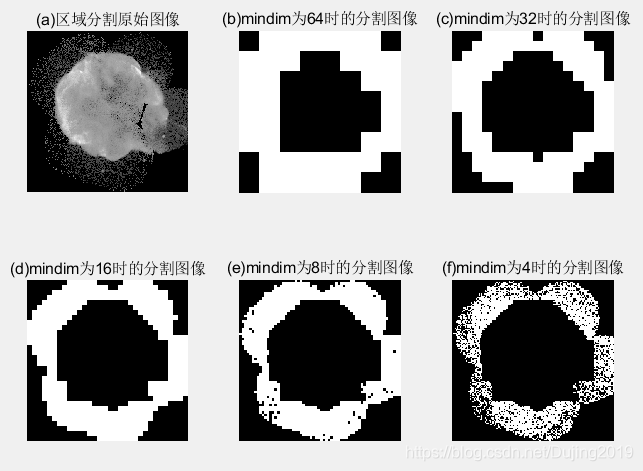 (a)区域分割原始图像
(b)mindim为64时的分割图像
(c)mindim为32时的分割图像
(d)mindim为16时的分割图像
(e)mindim为8时的分割图像
(f)mindim为4时的分割图像
https://blog.csdn.net/Dujing2019